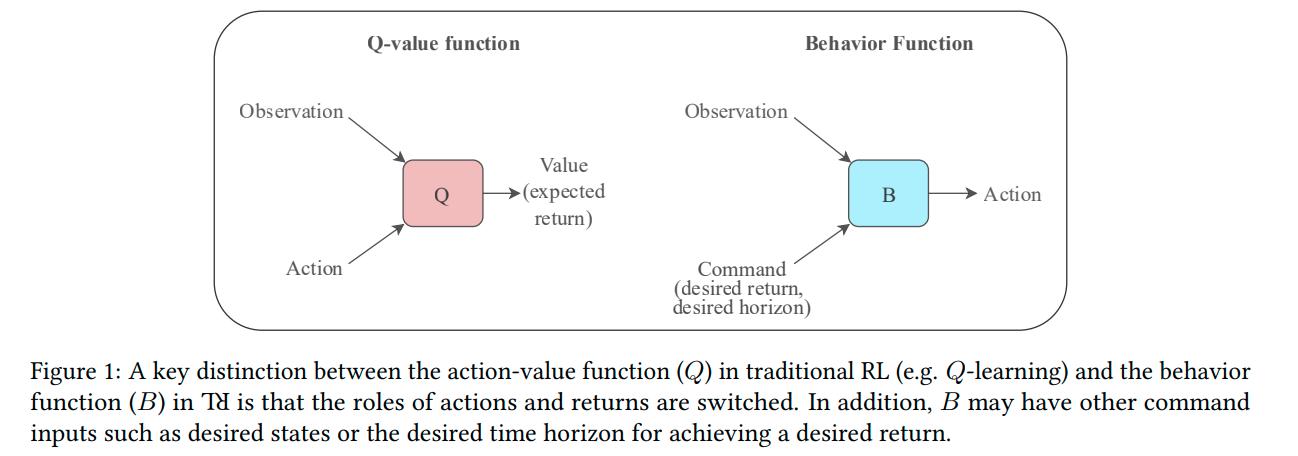 Q-value function
Observation
Q
Value
(expected
return)
Action
Behavior Function
Observation
B
Action
Command
(desired return,
desired horizon)
Figure 1: A key distinction between the action-value function (Q) in traditional RL (e.g. Q-learning) and the behavior
function (B) in ⅂ꓤ is that the roles of actions and returns are switched. In addition, B may have other command
inputs such as desired states or the desired time horizon for achieving a desired return.